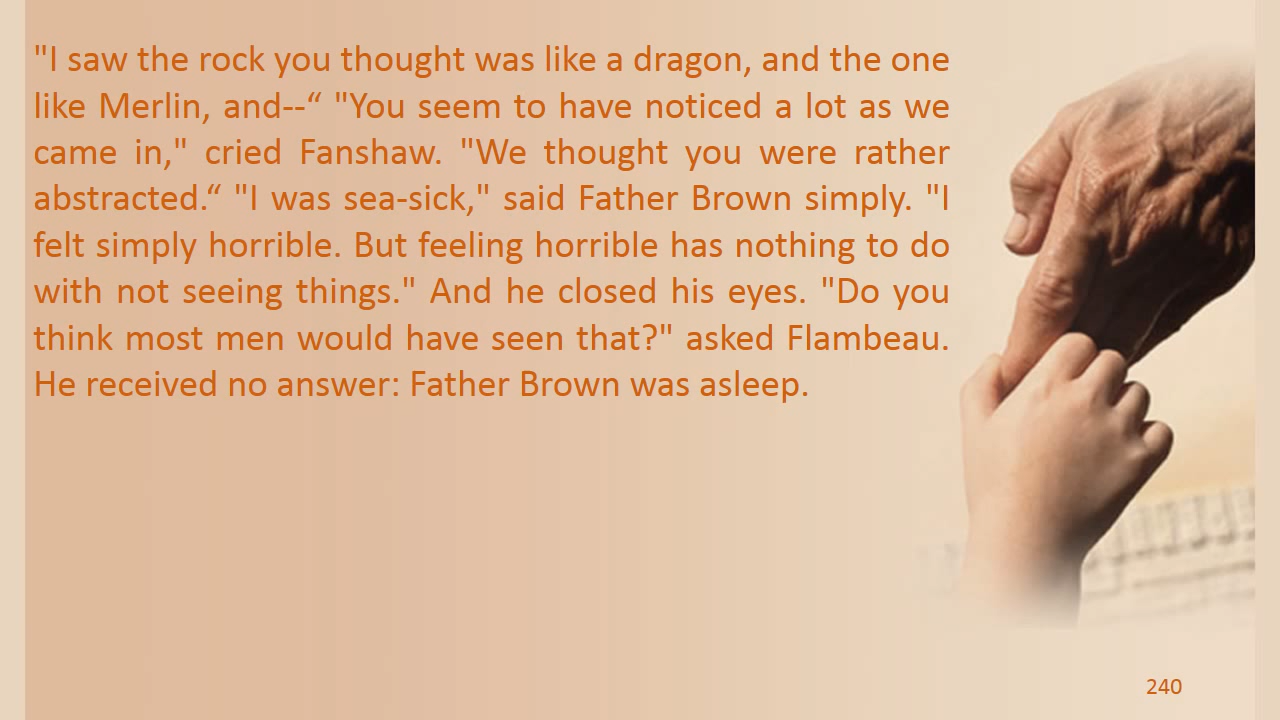 "I saw the rock you thought was like a dragon, and the one
like Merlin, and--“ "You seem to have noticed a lot as we
came in," cried Fanshaw. "We thought you were rather
abstracted.“ "I was sea-sick," said Father Brown simply. "I
felt simply horrible. But feeling horrible has nothing to do
with not seeing things." And he closed his eyes. "Do you
think most men would have seen that?" asked Flambeau.
He received no answer: Father Brown was asleep.
240